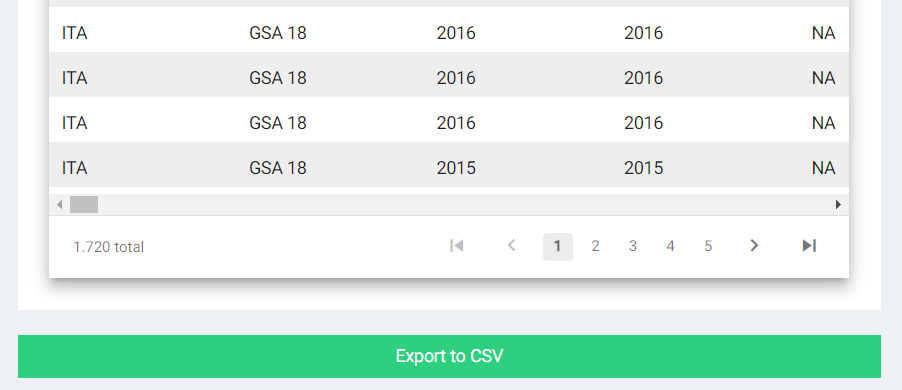 ITA GSA 18 2016 2016 NA
ITA GSA 18 2016 2016 NA
ITA GSA 18 2016 2016 NA
ITA GSA 18 2015 2015 NA
1.720 total 1 2 3 4 5
Export to CSV